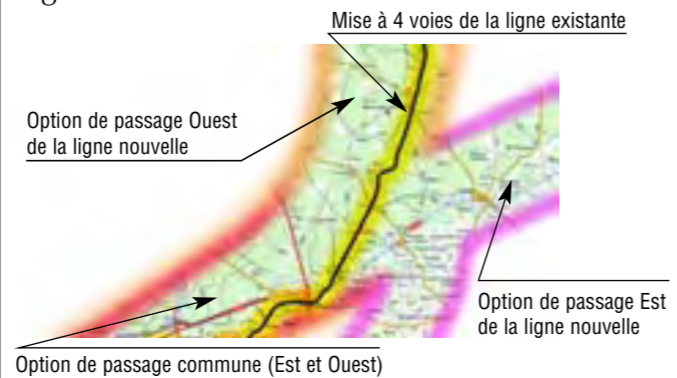 Mise à 4 voies de la ligne existante
Option de passage Ouest
de la ligne nouvelle
Option de passage Est
de la ligne nouvelle
Option de passage commune (Est et Ouest)